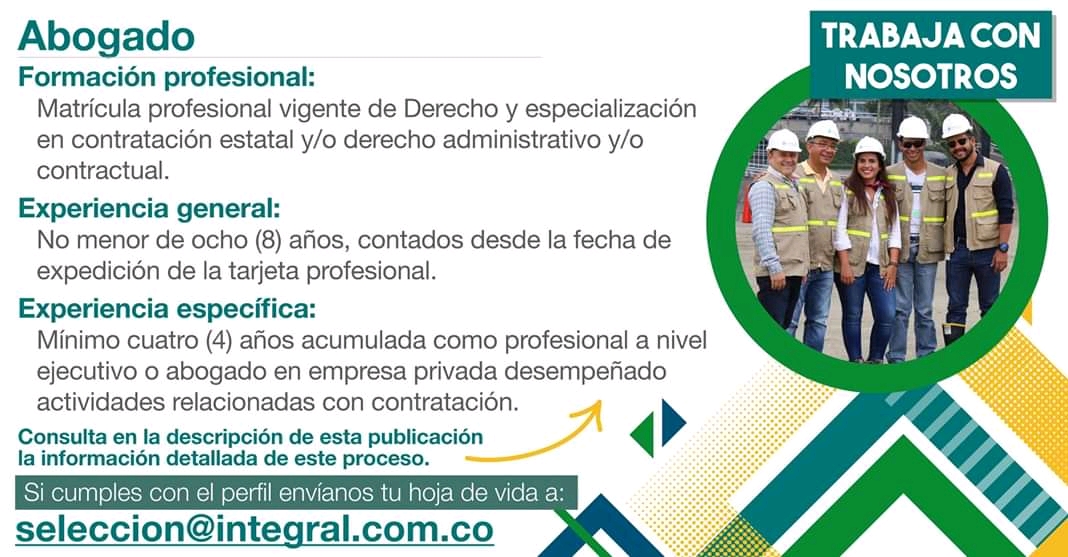 Abogado
Formación profesional:
Matrícula profesional vigente de Derecho y especialización
en contratación estatal y/o derecho administrativo y/o
contractual.
Experiencia general:
No menor de ocho (8) años, contados desde la fecha de
expedición de la tarjeta profesional.
Experiencia específica:
Mínimo cuatro (4) años acumulada como profesional a nivel
ejecutivo o abogado en empresa privada desempeñado
actividades relacionadas con contratación.
Consulta en la descripción de esta publicación
la información detallada de este proceso.
Si cumples con el perfil envíanos tu hoja de vida a:
seleccion@integral.com.co
TRABAJA CON
NOSOTROS